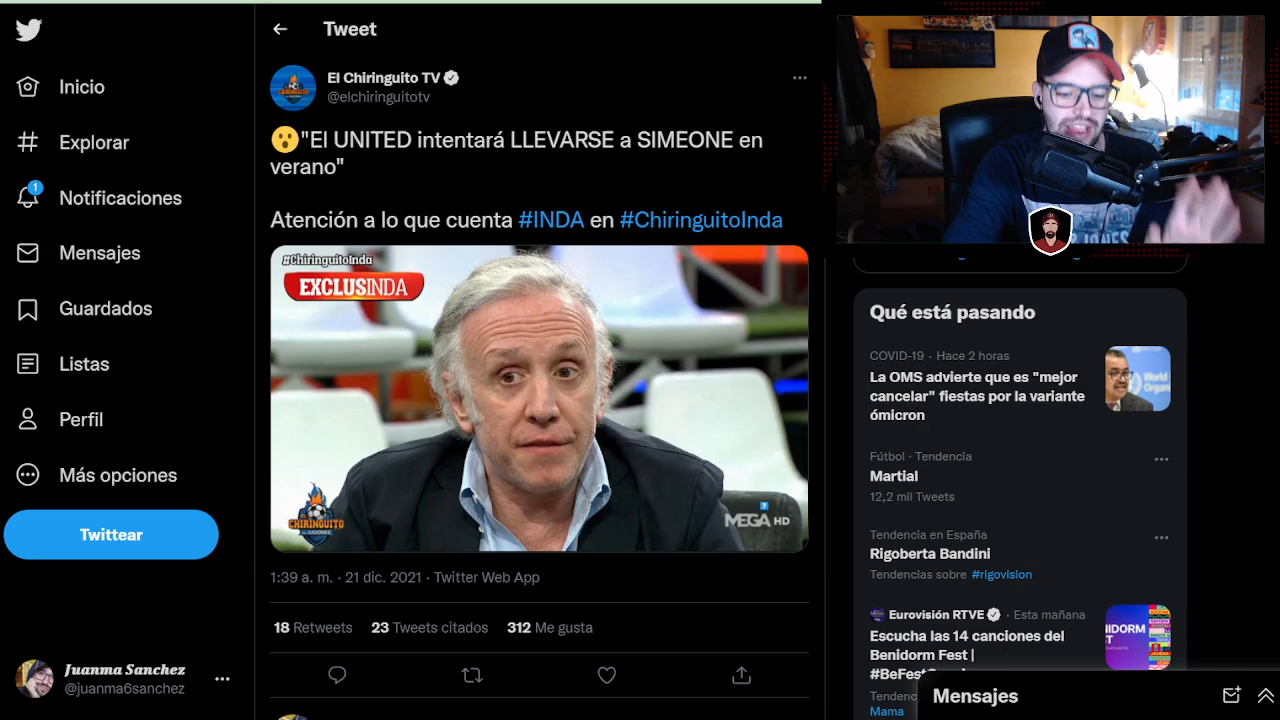 Tweet
Inicio
Explorar
1
Notificaciones
Mensajes
Guardados
Listas
Perfil
Más opciones
Twittear
Juanma Sanchez
@juanma6sanchez
El Chiringuito TV
@elchiringuitotv
😮"El UNITED intentará LLEVARSE a SIMEONE en
verano"
Atención a lo que cuenta #INDA en #ChiringuitoInda
#ChiringuitoInda
EXCLUSINDA
CHIRINGUITO
MEGA HD
1:39 a. m. · 21 dic. 2021 · Twitter Web App
18 Retweets 23 Tweets citados 312 Me gusta
Qué está pasando
COVID-19 · Hace 2 horas
La OMS advierte que es "mejor
cancelar" fiestas por la variante
ómicron
World
Fútbol · Tendencia
Martial
12,2 mil Tweets
Tendencia en España
Rigoberta Bandini
Tendencias sobre #rigovision
Eurovisión RTVE · Esta mañana
Escucha las 14 canciones del
Benidorm Fest |
Mama
Mensajes